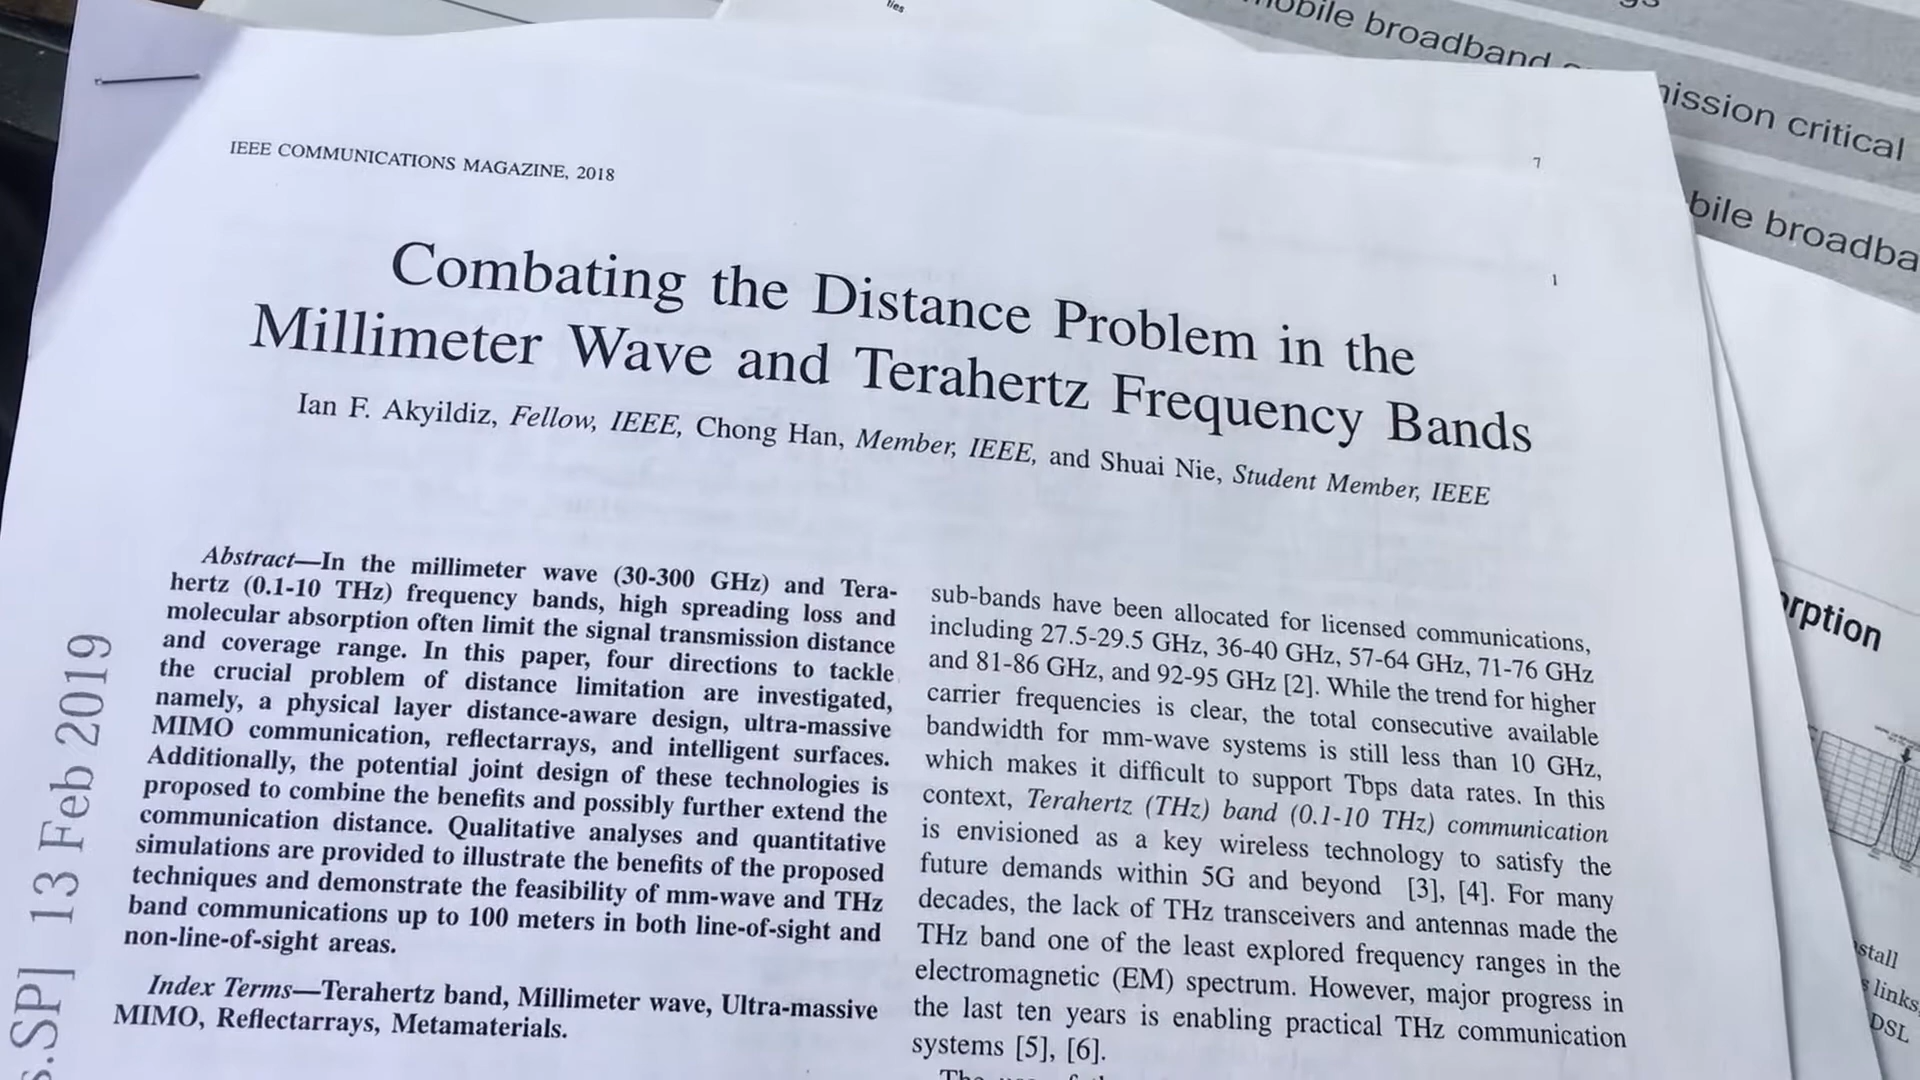 ties
mobile broadband
mission critical
bile broadba
7
IEEE COMMUNICATIONS MAGAZINE, 2018
1
Combating the Distance Problem in the
Millimeter Wave and Terahertz Frequency Bands
Ian F. Akyildiz, Fellow, IEEE, Chong Han, Member, IEEE, and Shuai Nie, Student Member, IEEE
Abstract—In the millimeter wave (30-300 GHz) and Tera-
hertz (0.1-10 THz) frequency bands, high spreading loss and
molecular absorption often limit the signal transmission distance
and coverage range. In this paper, four directions to tackle
the crucial problem of distance limitation are investigated,
namely, a physical layer distance-aware design, ultra-massive
MIMO communication, reflectarrays, and intelligent surfaces.
Additionally, the potential joint design of these technologies is
proposed to combine the benefits and possibly further extend the
communication distance. Qualitative analyses and quantitative
simulations are provided to illustrate the benefits of the proposed
techniques and demonstrate the feasibility of mm-wave and THz
band communications up to 100 meters in both line-of-sight and
non-line-of-sight areas.
Index Terms—Terahertz band, Millimeter wave, Ultra-massive
MIMO, Reflectarrays, Metamaterials.
sub-bands have been allocated for licensed communications,
including 27.5-29.5 GHz, 36-40 GHz, 57-64 GHz, 71-76 GHz
and 81-86 GHz, and 92-95 GHz [2]. While the trend for higher
carrier frequencies is clear, the total consecutive available
bandwidth for mm-wave systems is still less than 10 GHz,
which makes it difficult to support Tbps data rates. In this
context, Terahertz (THz) band (0.1-10 THz) communication
is envisioned as a key wireless technology to satisfy the
future demands within 5G and beyond [3], [4]. For many
decades, the lack of THz transceivers and antennas made the
THz band one of the least explored frequency ranges in the
electromagnetic (EM) spectrum. However, major progress in
the last ten years is enabling practical THz communication
systems [5], [6].
s.SP] 13 Feb 2019
orption
stall
s links,
DSL